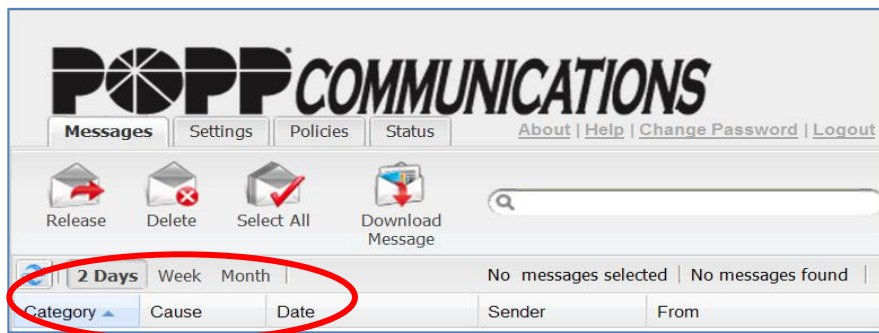 POPP COMMUNICATIONS
Messages Settings Policies Status About | Help | Change Password | Logout
Release Delete Select All Download Message
2 Days Week Month No messages selected | No messages found |
Category Cause Date Sender From